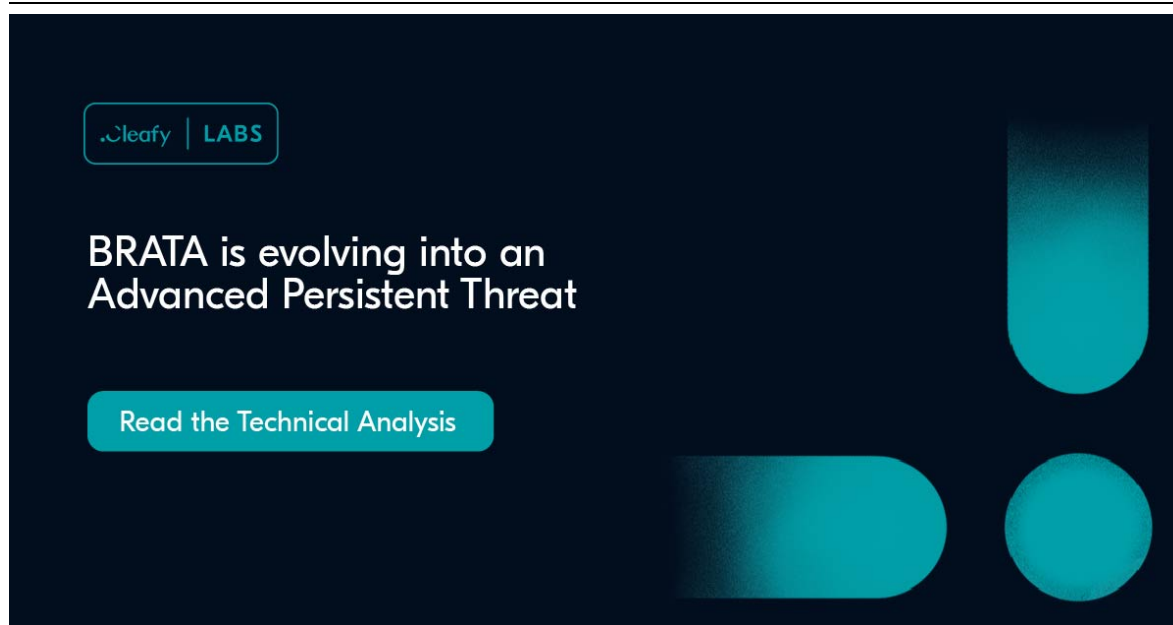 .Cleafy | LABS
BRATA is evolving into an
Advanced Persistent Threat
Read the Technical Analysis